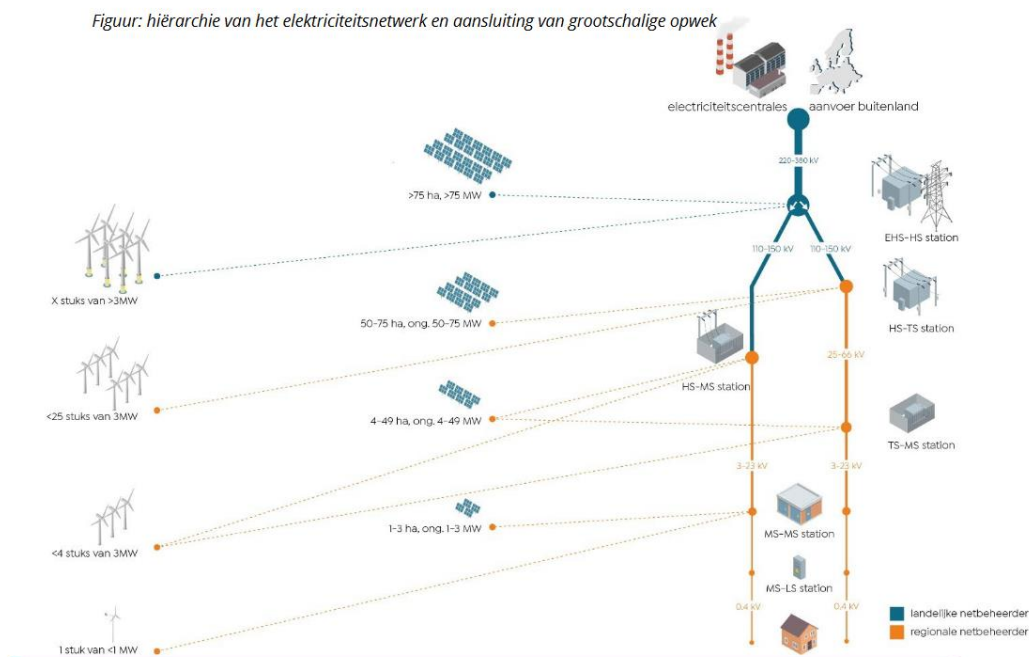 Figuur: hiërarchie van het elektriciteitsnetwerk en aansluiting van grootschalige opwek
electriciteitscentrales
aanvoer buitenland
220-380 kV
>75 ha, >75 MW
EHS-HS station
110-150 kV
110-150 kV
X stuks van >3MW
50-75 ha, ong. 50-75 MW
HS-TS station
25-66 kV
HS-MS station
<25 stuks van 3MW
4-49 ha, ong. 4-49 MW
TS-MS station
3-23 kV
3-23 kV
1-3 ha, ong. 1-3 MW
MS-MS station
<4 stuks van 3MW
MS-LS station
0,4 kV
0,4 kV
landelijke netbeheerder
regionale netbeheerder
1 stuk van <1 MW